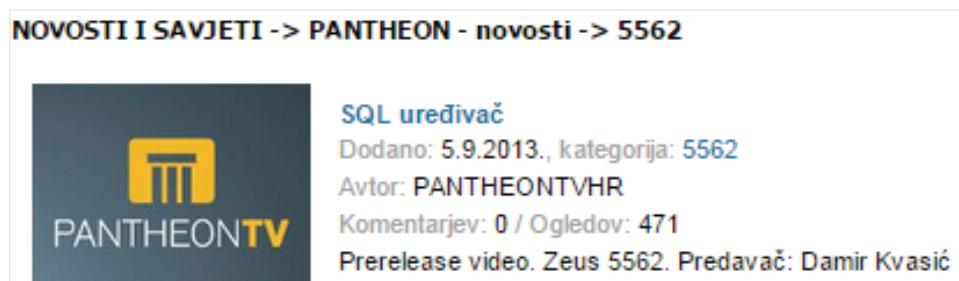 NOVOSTI I SAVJETI -> PANTHEON - novosti -> 5562
PANTHEONTV
SQL uređivač
Dodano: 5.9.2013., kategorija: 5562
Avtor: PANTHEONTVHR
Komentarjev: 0 / Ogledov: 471
Prerelease video. Zeus 5562. Predavač: Damir Kvasić